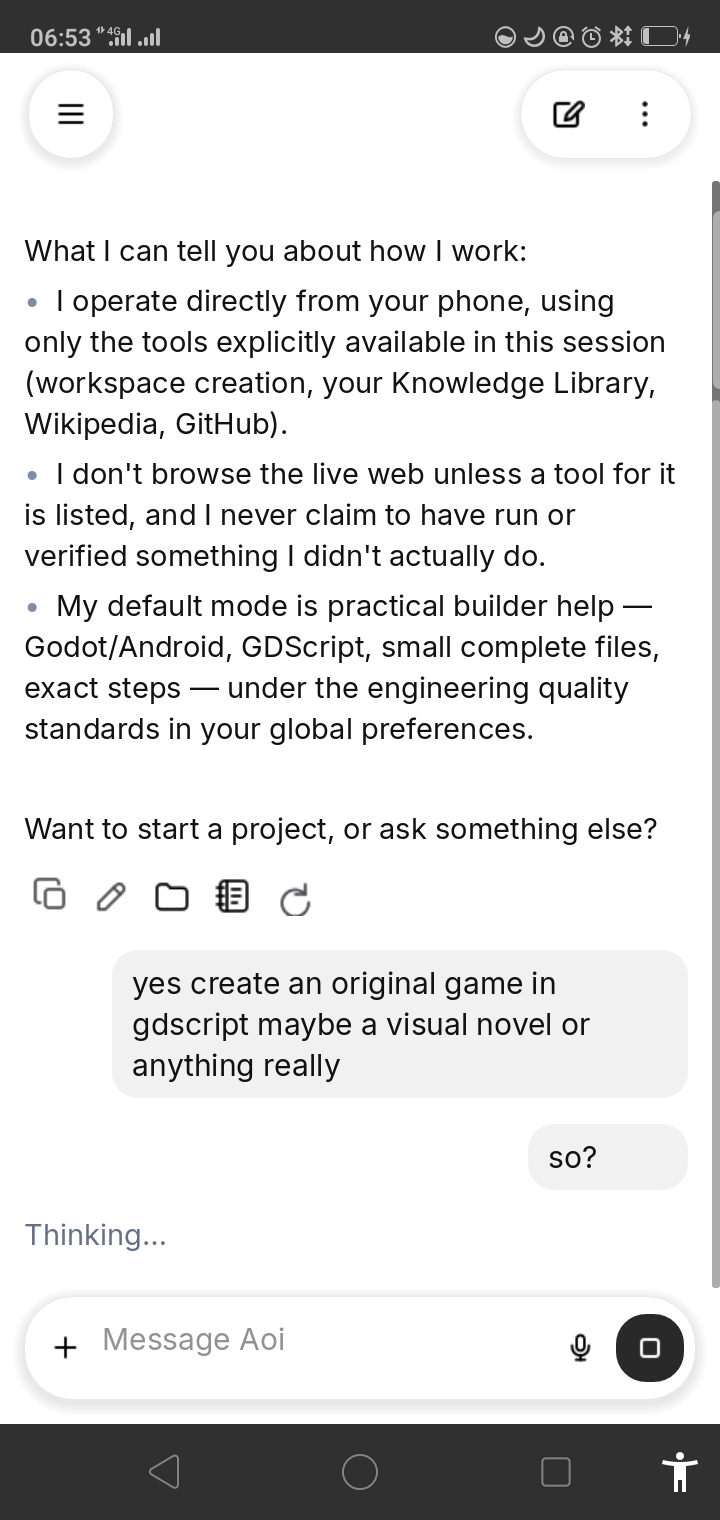 06:53 4G
What I can tell you about how I work:
• I operate directly from your phone, using
only the tools explicitly available in this session
(workspace creation, your Knowledge Library,
Wikipedia, GitHub).
• I don't browse the live web unless a tool for it
is listed, and I never claim to have run or
verified something I didn't actually do.
• My default mode is practical builder help —
Godot/Android, GDScript, small complete files,
exact steps — under the engineering quality
standards in your global preferences.
Want to start a project, or ask something else?
yes create an original game in
gdscript maybe a visual novel or
anything really
so?
Thinking...
Message Aoi